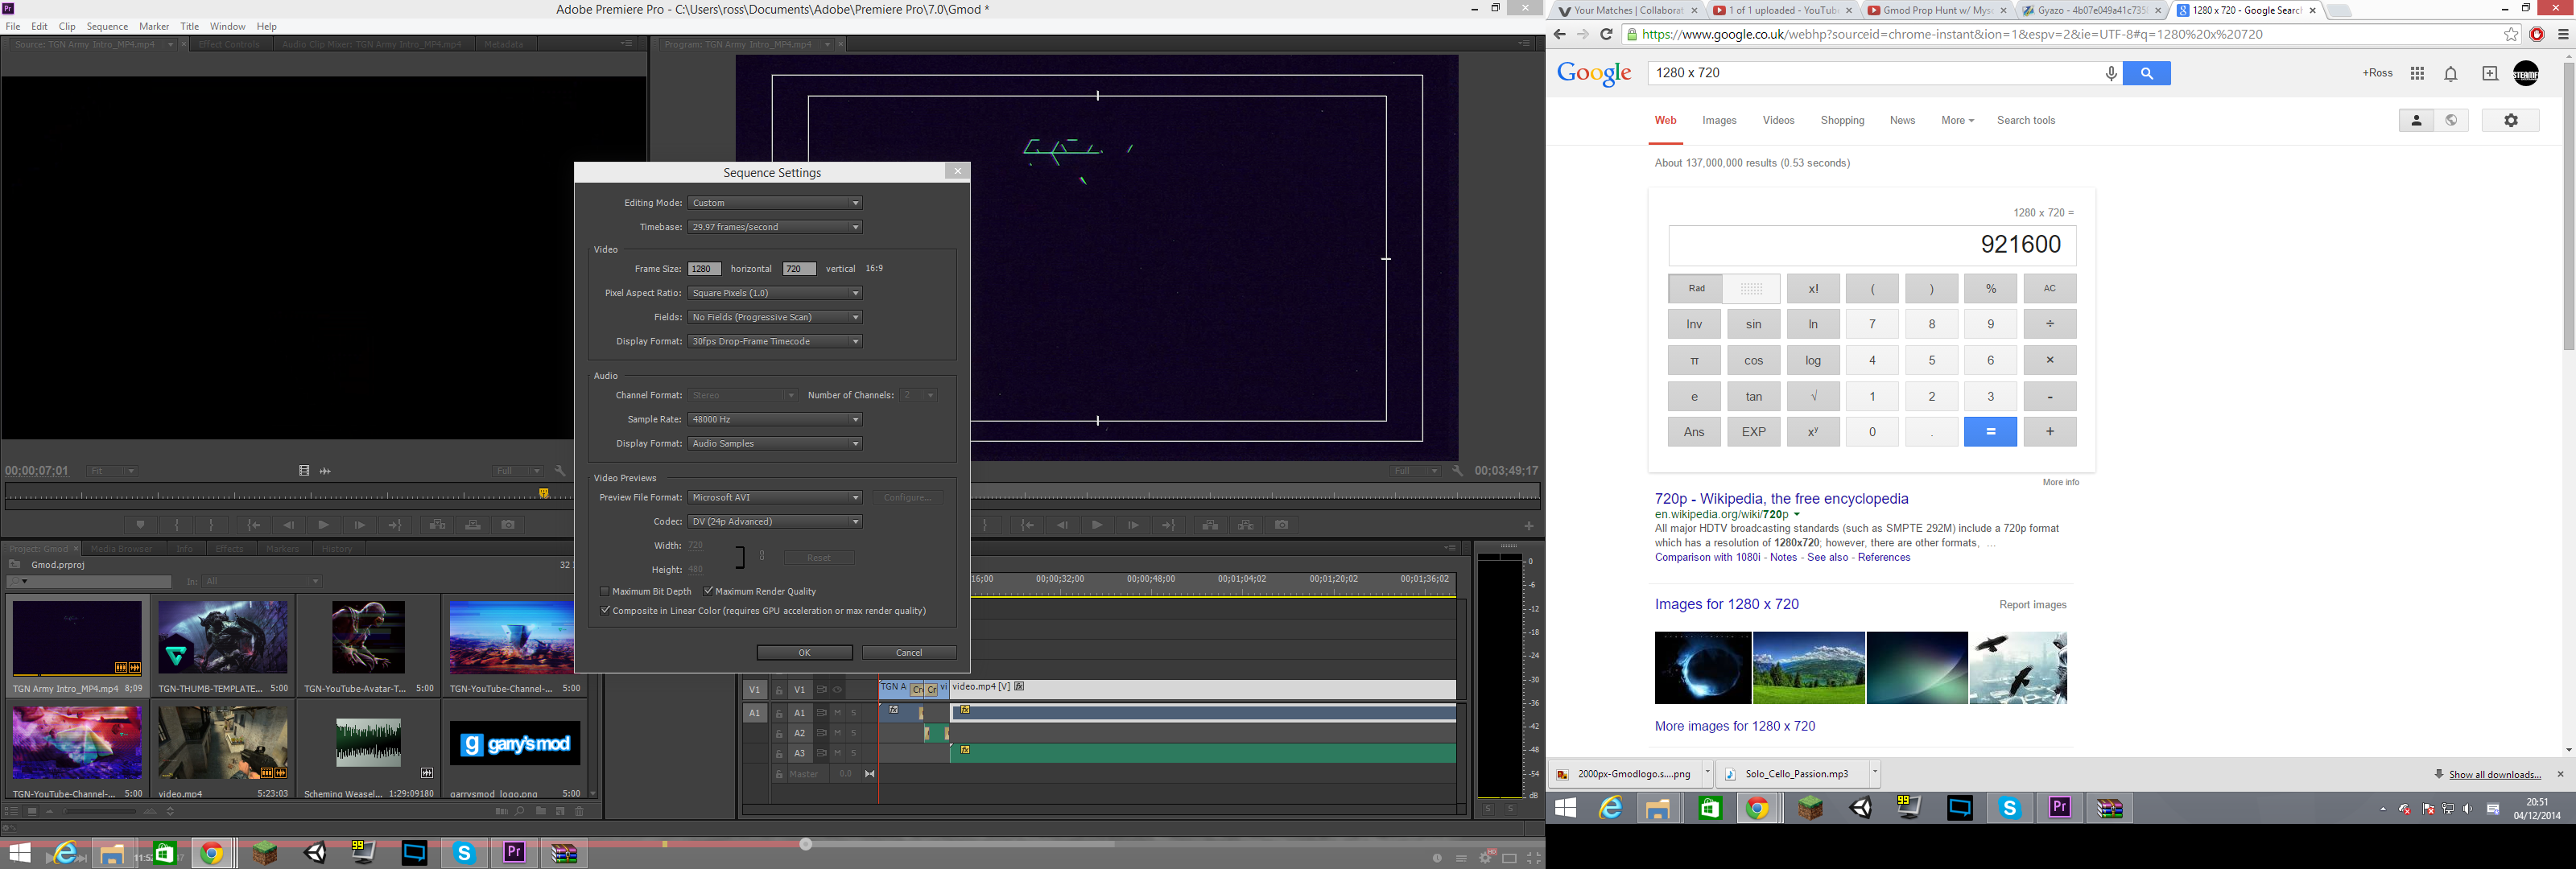 Adobe Premiere Pro - C:\Users\ross\Documents\Adobe\Premiere Pro\7.0\Gmod *
File Edit Clip Sequence Marker Title Window Help
Source: TGN Army Intro_MP4.mp4
Effect Controls
Audio Clip Mixer: TGN Army Intro_MP4.mp4
Metadata
Program: TGN Army Intro_MP4.mp4
00;00;07;01
Fit
Full
Full
00;03;49;17
Sequence Settings
Editing Mode: Custom
Timebase: 29.97 frames/second
Video
Frame Size: 1280 horizontal 720 vertical 16:9
Pixel Aspect Ratio: Square Pixels (1.0)
Fields: No Fields (Progressive Scan)
Display Format: 30fps Drop-Frame Timecode
Audio
Channel Format: Stereo Number of Channels: 2
Sample Rate: 48000 Hz
Display Format: Audio Samples
Video Previews
Preview File Format: Microsoft AVI Configure...
Codec: DV (24p Advanced)
Width: 720
Height: 480
Reset
Maximum Bit Depth Maximum Render Quality
Composite in Linear Color (requires GPU acceleration or max render quality)
OK Cancel
Project: Gmod Media Browser Info Effects Markers History
Gmod.prproj
32
In: All
TGN Army Intro_MP4.mp4 8;09
TGN-THUMB-TEMPLATE... 5:00
TGN-YouTube-Avatar-T... 5:00
TGN-YouTube-Channel-... 5:00
garry's mod
TGN-YouTube-Channel-... 5:00
video.mp4 5:23:03
Scheming Weasel... 1:29:09180
garrysmod_logo.png 5:00
16;00 00;00;32;00 00;00;48;00 00;01;04;02 00;01;20;02 00;01;36;02
V1 V1 TGN A Cr Cr vi video.mp4 [V] fx
A1 A1 M S fx fx
A2 M S
A3 M S fx
Master 0.0
0
-6
-12
-18
-24
-30
-36
-42
-48
-54
dB
S S
11:52
99
Pr
HD
Your Matches | Collaborat
1 of 1 uploaded - YouTub
Gmod Prop Hunt w/ Myse
Gyazo - 4b07e049a41c735
1280 x 720 - Google Search
https://www.google.co.uk/webhp?sourceid=chrome-instant&ion=1&espv=2&ie=UTF-8#q=1280%20x%20720
Google
1280 x 720
+Ross
Web Images Videos Shopping News More Search tools
About 137,000,000 results (0.53 seconds)
1280 x 720 =
921600
Rad x! ( ) % AC
Inv sin ln 7 8 9 ÷
π cos log 4 5 6 ×
e tan √ 1 2 3 -
Ans EXP xʸ 0 . = +
More info
720p - Wikipedia, the free encyclopedia
en.wikipedia.org/wiki/720p
All major HDTV broadcasting standards (such as SMPTE 292M) include a 720p format
which has a resolution of 1280x720; however, there are other formats, ...
Comparison with 1080i - Notes - See also - References
Images for 1280 x 720
Report images
More images for 1280 x 720
2000px-Gmodlogo.s....png
Solo_Cello_Passion.mp3
Show all downloads...
99
Pr
20:51
04/12/2014